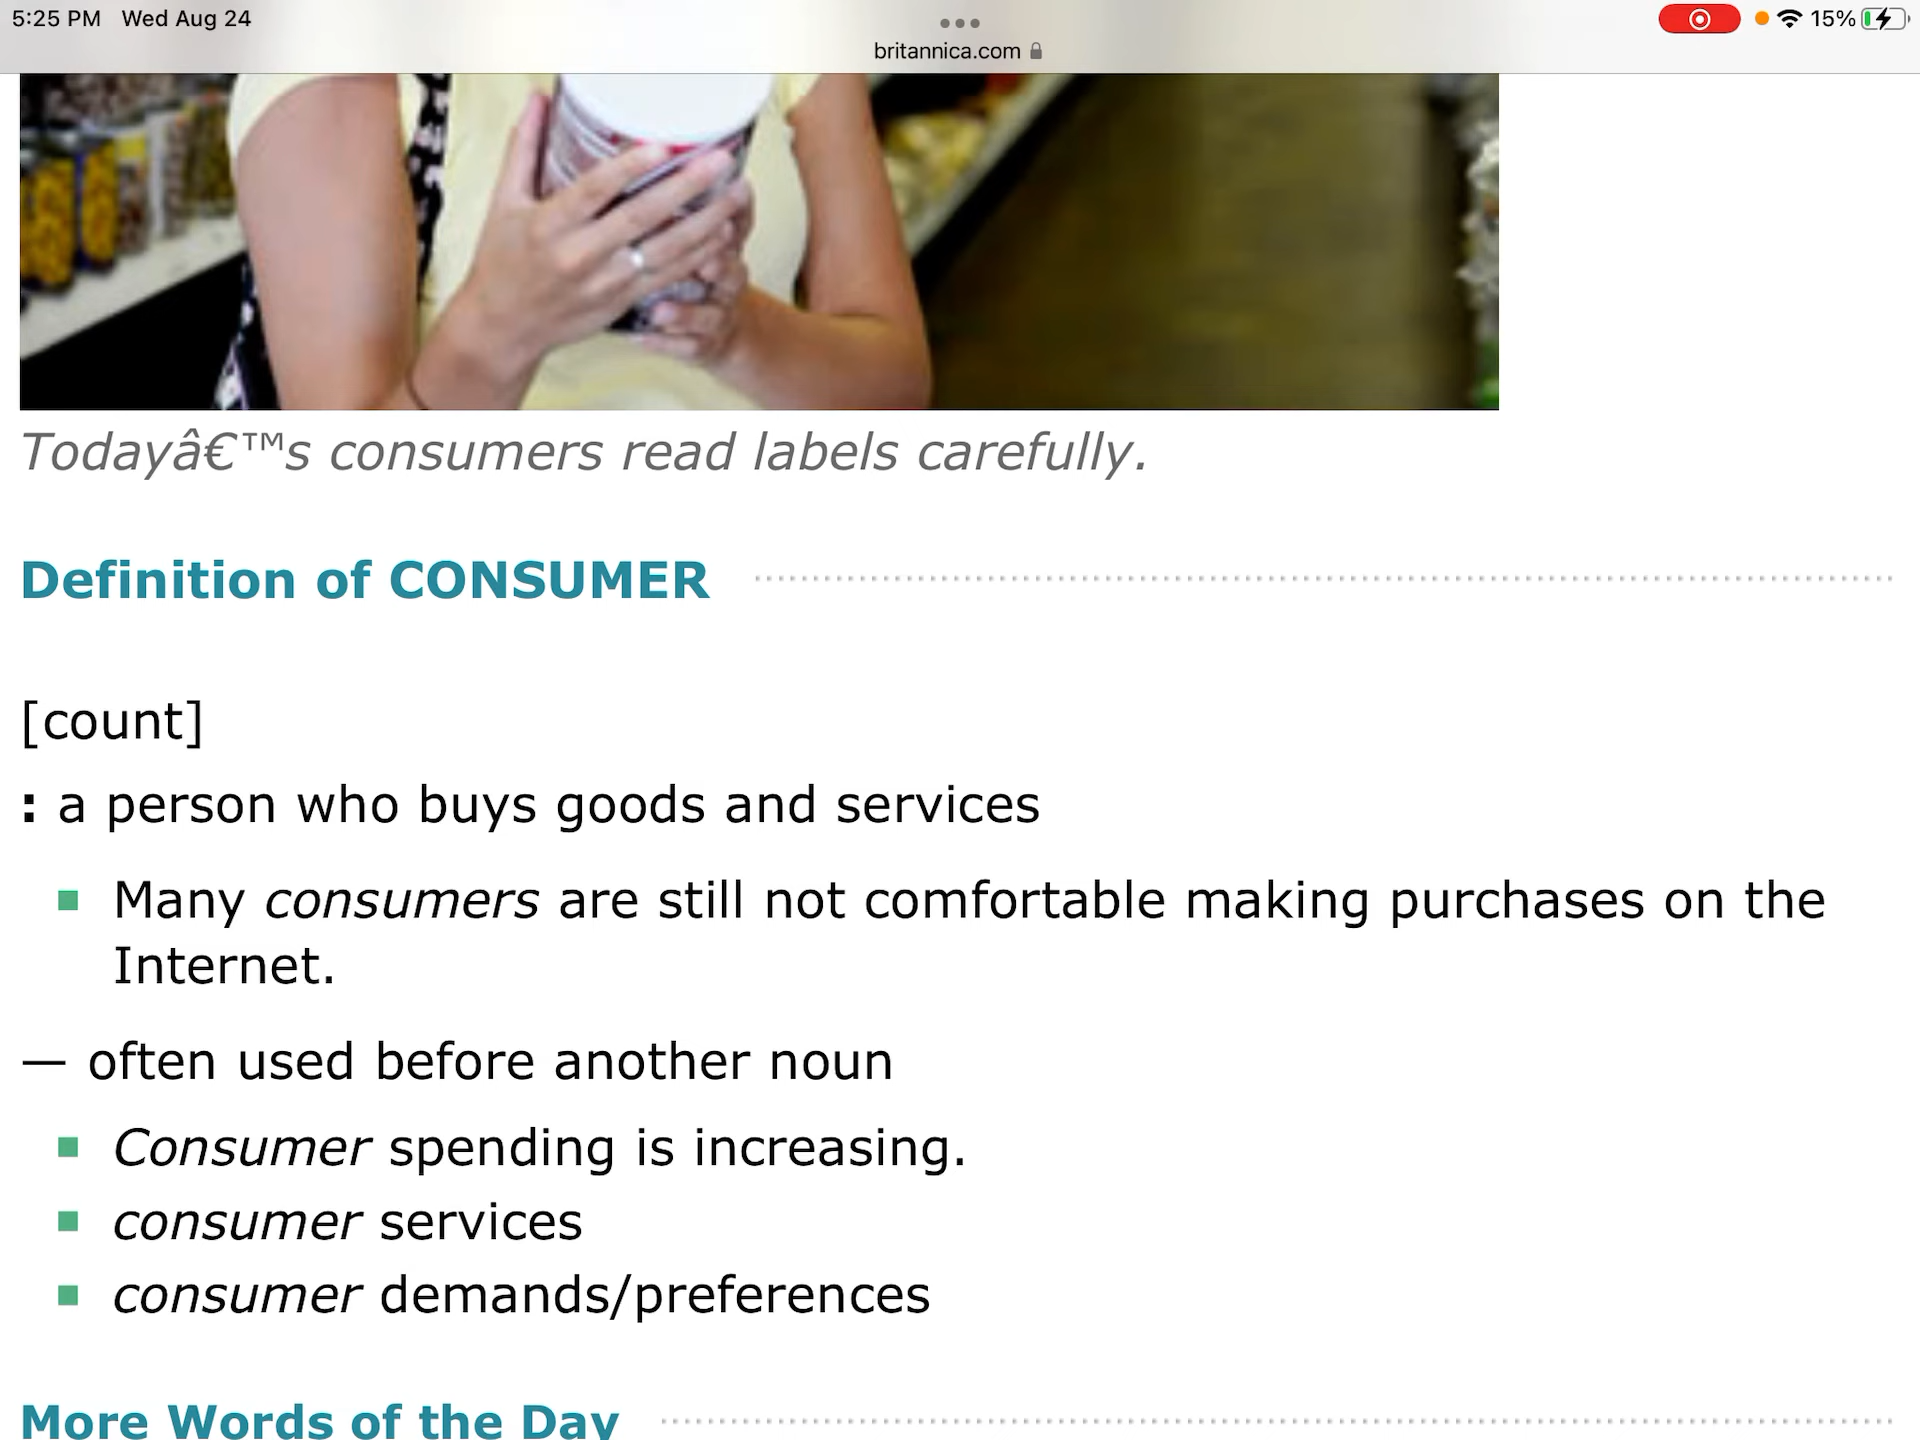 5:25 PM Wed Aug 24
britannica.com
15%
Todayâ€™s consumers read labels carefully.
Definition of CONSUMER
[count]
: a person who buys goods and services
Many consumers are still not comfortable making purchases on the
Internet.
— often used before another noun
Consumer spending is increasing.
consumer services
consumer demands/preferences
More Words of the Day